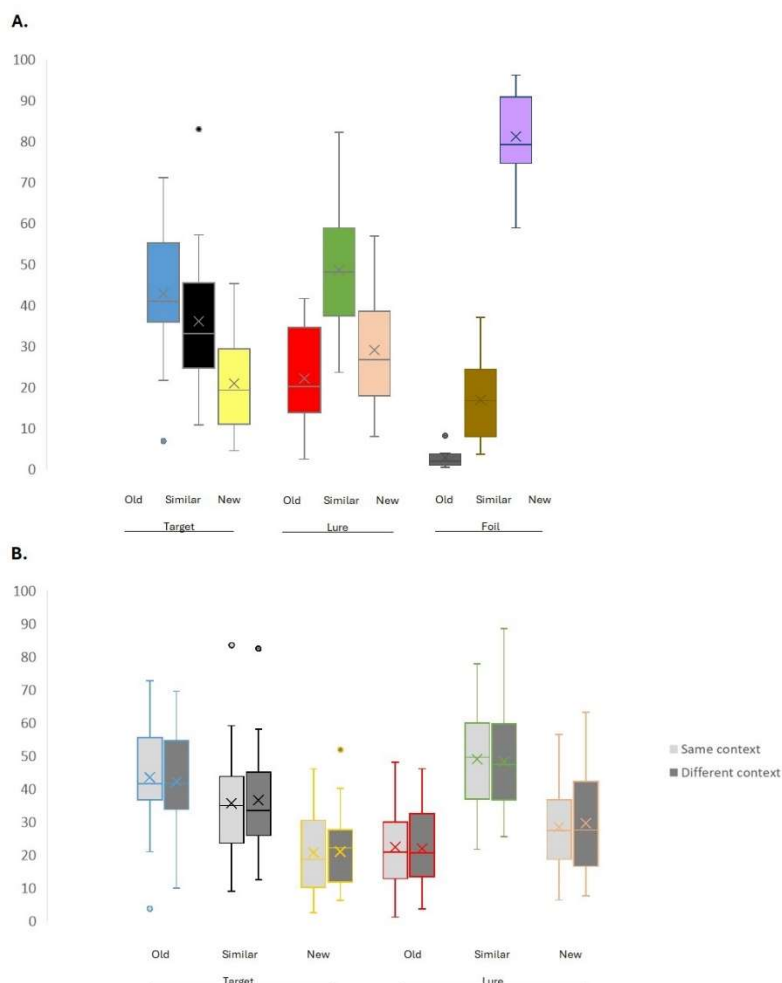 A.
100
90
80
70
60
50
40
30
20
10
0
Old Similar New Old Similar New Old Similar New
Target Lure Foil
B.
100
90
80
70
60
50
40
30
20
10
0
Same context
Different context
Old Similar New Old Similar New
Target Lure